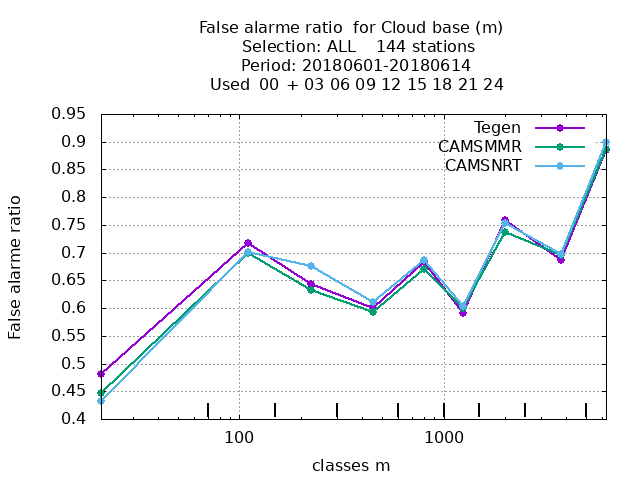 False alarme ratio  for Cloud base (m)
Selection: ALL    144 stations
Period: 20180601-20180614
Used  00 + 03 06 09 12 15 18 21 24
0.95
0.9
0.85
0.8
0.75
0.7
0.65
0.6
0.55
0.5
0.45
0.4
False alarme ratio
Tegen
CAMSMMR
CAMSNRT
100
1000
classes m